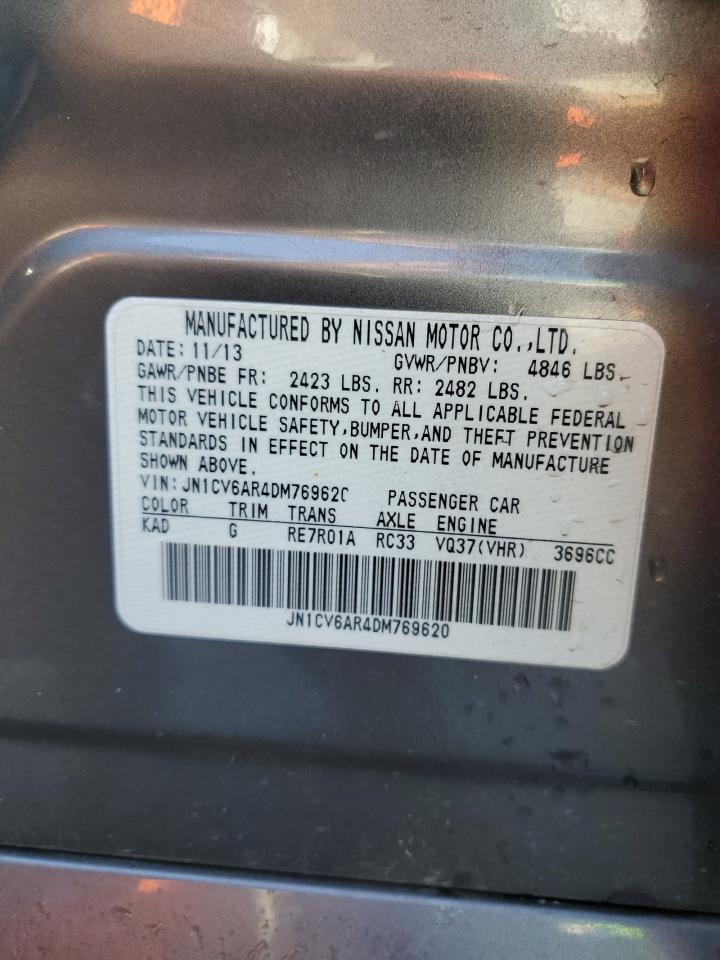 MANUFACTURED BY NISSAN MOTOR CO.,LTD.
DATE: 11/13 GVWR/PNBV: 4846 LBS.
GAWR/PNBE FR: 2423 LBS. RR: 2482 LBS.
THIS VEHICLE CONFORMS TO ALL APPLICABLE FEDERAL
MOTOR VEHICLE SAFETY,BUMPER,AND THEFT PREVENTION
STANDARDS IN EFFECT ON THE DATE OF MANUFACTURE
SHOWN ABOVE.
VIN: JN1CV6AR4DM769620 PASSENGER CAR
COLOR TRIM TRANS AXLE ENGINE
KAD G RE7R01A RC33 VQ37(VHR) 3696CC
JN1CV6AR4DM769620